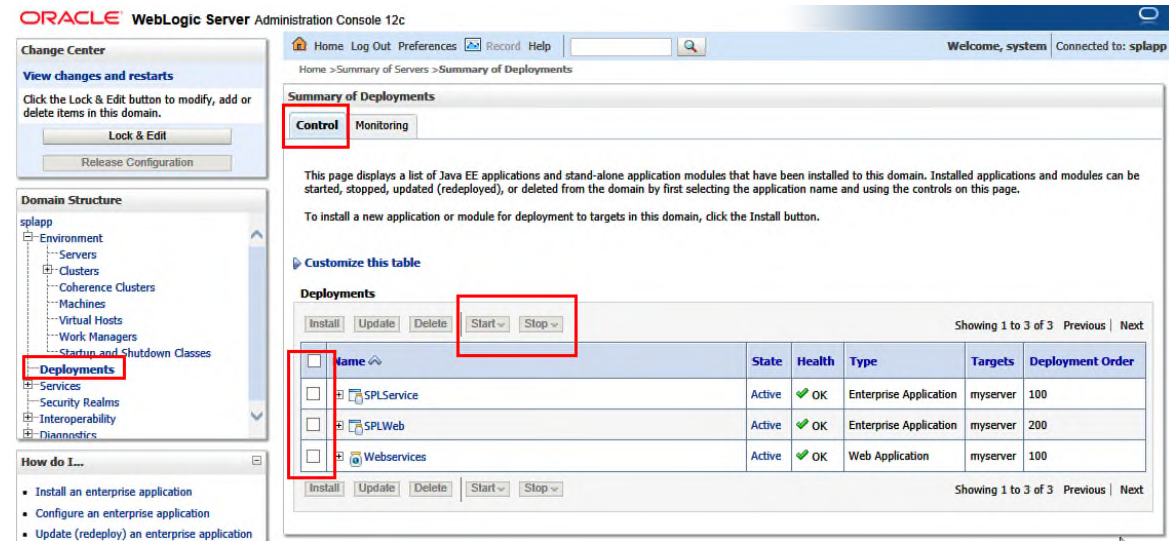 ORACLE WebLogic Server Administration Console 12c
Change Center
View changes and restarts
Click the Lock & Edit button to modify, add or
delete items in this domain.
Lock & Edit
Release Configuration
Domain Structure
splapp
Environment
Servers
Clusters
Coherence Clusters
Machines
Virtual Hosts
Work Managers
Startup and Shutdown Classes
Deployments
Services
Security Realms
Interoperability
Diagnostics
How do I...
Install an enterprise application
Configure an enterprise application
Update (redeploy) an enterprise application
Home Log Out Preferences Record Help
Welcome, system Connected to: splapp
Home >Summary of Servers >Summary of Deployments
Summary of Deployments
Control Monitoring
This page displays a list of Java EE applications and stand-alone application modules that have been installed to this domain. Installed applications and modules can be
started, stopped, updated (redeployed), or deleted from the domain by first selecting the application name and using the controls on this page.
To install a new application or module for deployment to targets in this domain, click the Install button.
Customize this table
Deployments
Install Update Delete Start Stop Showing 1 to 3 of 3 Previous | Next
Name State Health Type Targets Deployment Order
SPLService Active OK Enterprise Application myserver 100
SPLWeb Active OK Enterprise Application myserver 200
Webservices Active OK Web Application myserver 100
Install Update Delete Start Stop Showing 1 to 3 of 3 Previous | Next